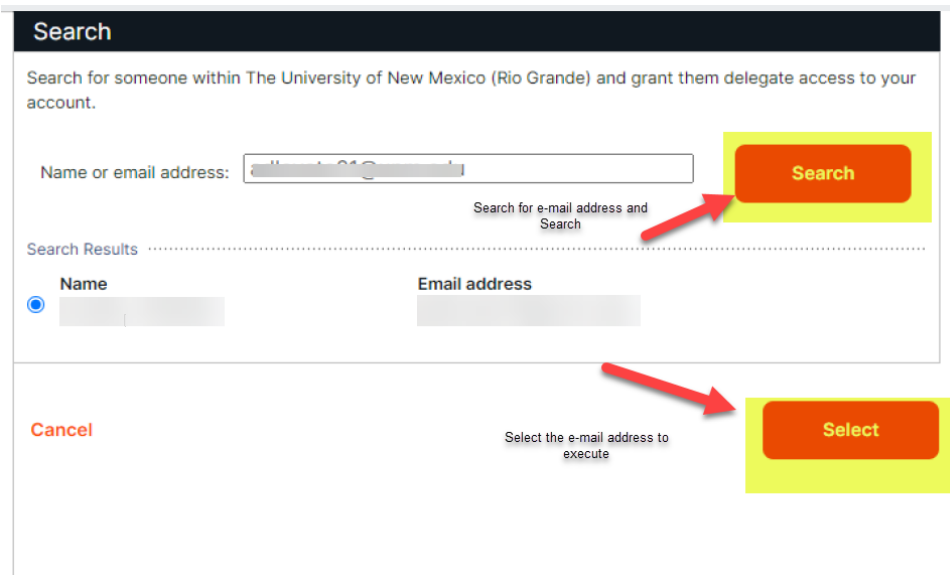 Search
Search for someone within The University of New Mexico (Rio Grande) and grant them delegate access to your
account.
Name or email address:
Search
Search for e-mail address and
Search
Search Results
Name
Email address
Cancel
Select the e-mail address to
execute
Select